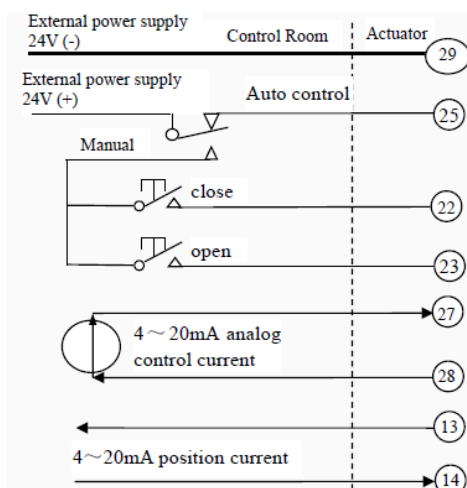 External power supply
24V (-)
Control Room
Actuator
29
External power supply
24V (+)
Auto control
25
Manual
close
22
open
23
27
4～20mA analog
control current
28
13
4～20mA position current
14